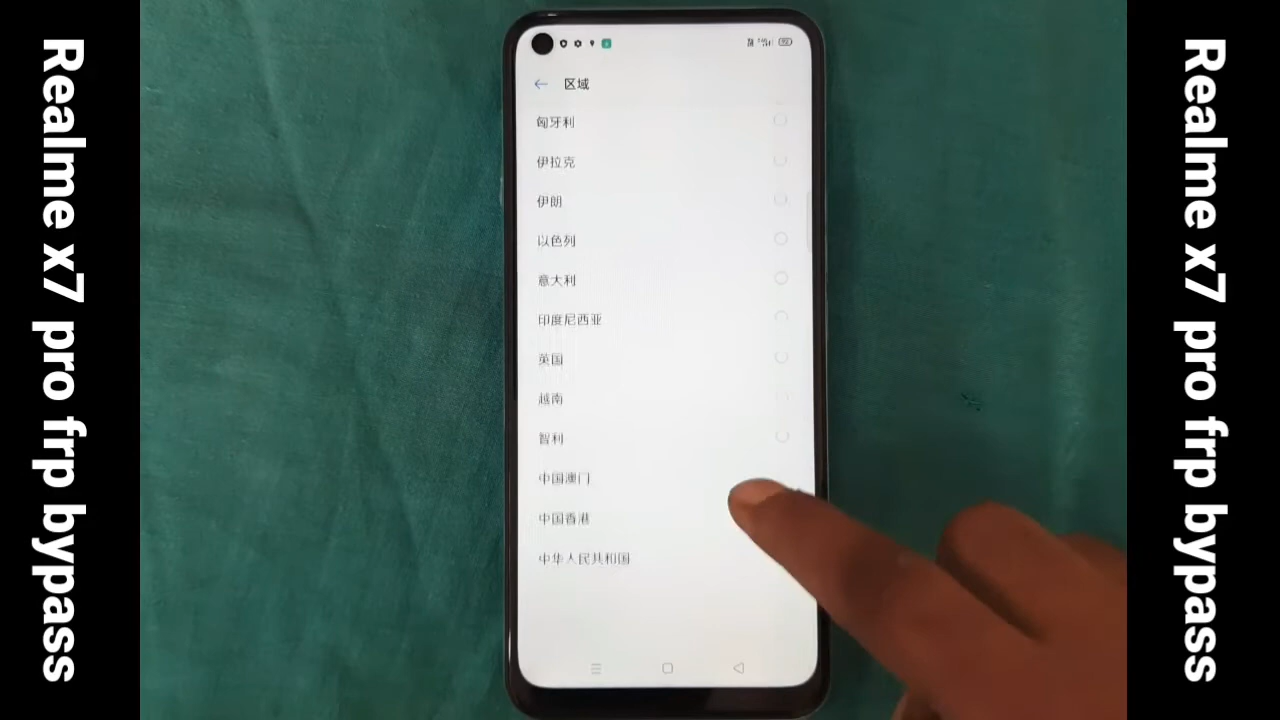 Realme x7 pro frp bypass
区域
匈牙利
伊拉克
伊朗
以色列
意大利
印度尼西亚
英国
越南
智利
中国澳门
中国香港
中华人民共和国
Realme x7 pro frp bypass